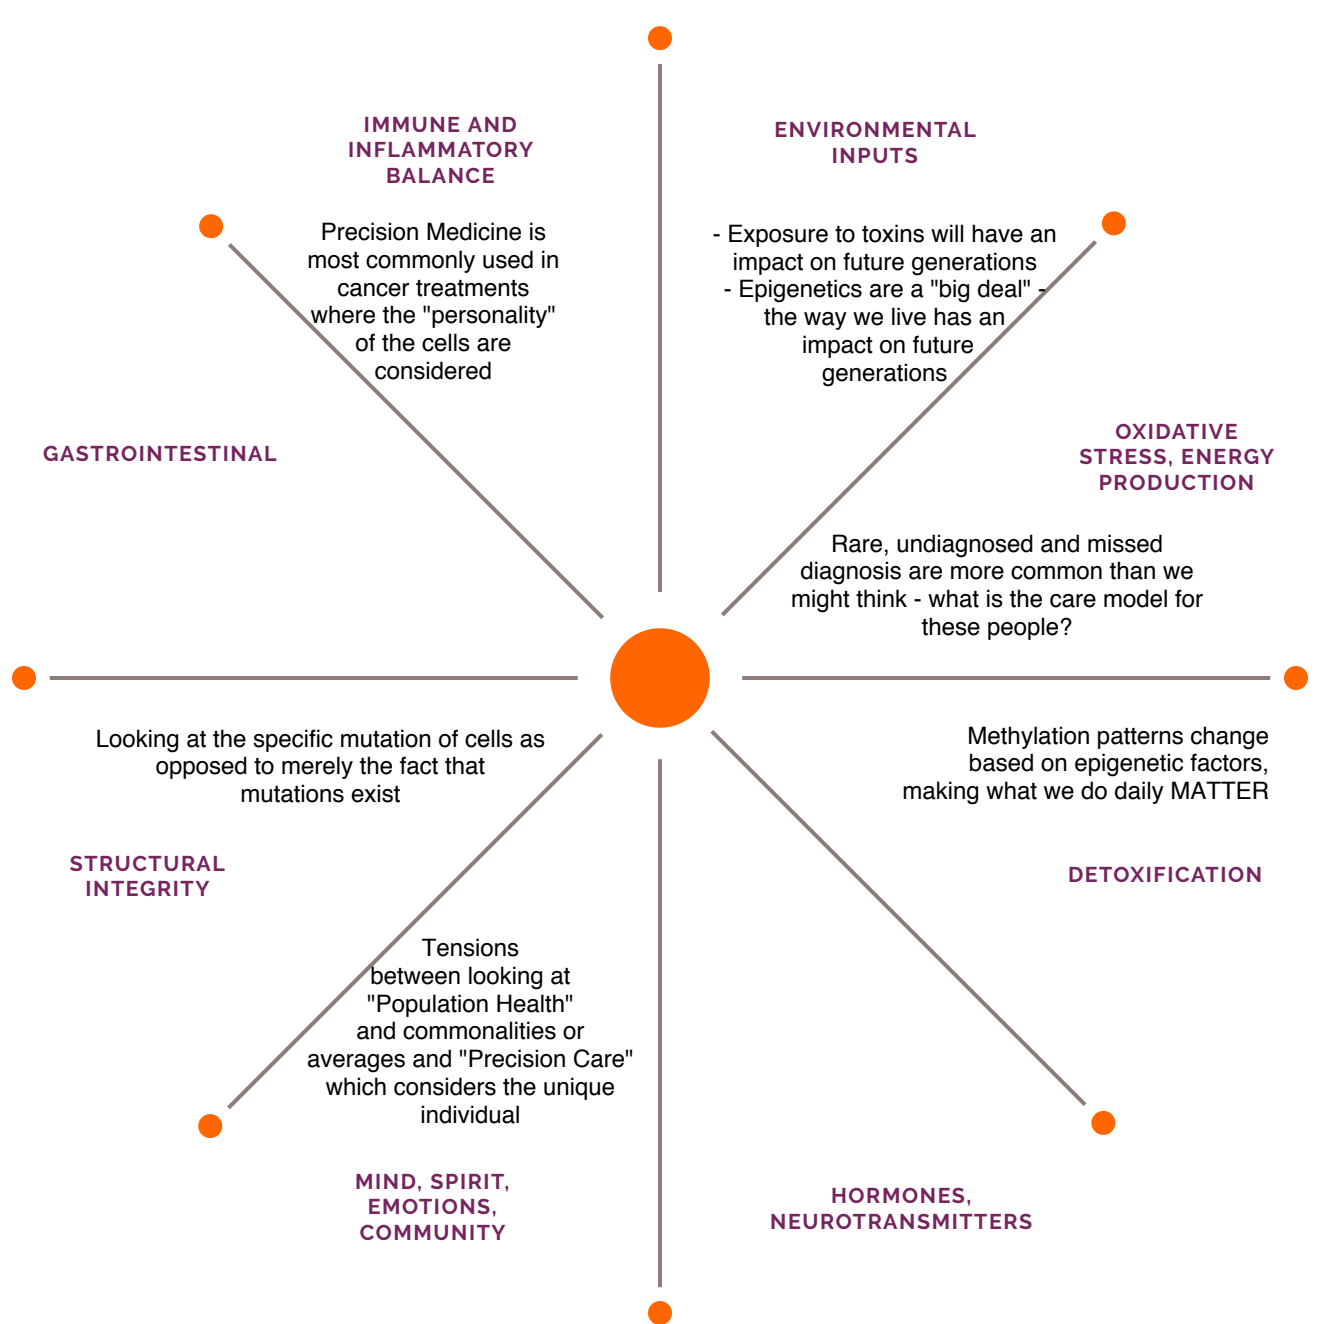 IMMUNE AND
INFLAMMATORY
BALANCE
Precision Medicine is
most commonly used in
cancer treatments
where the "personality"
of the cells are
considered
ENVIRONMENTAL
INPUTS
- Exposure to toxins will have an
impact on future generations
- Epigenetics are a "big deal" -
the way we live has an
impact on future
generations
GASTROINTESTINAL
OXIDATIVE
STRESS, ENERGY
PRODUCTION
Rare, undiagnosed and missed
diagnosis are more common than we
might think - what is the care model for
these people?
Looking at the specific mutation of cells as
opposed to merely the fact that
mutations exist
STRUCTURAL
INTEGRITY
Methylation patterns change
based on epigenetic factors,
making what we do daily MATTER
DETOXIFICATION
Tensions
between looking at
"Population Health"
and commonalities or
averages and "Precision Care"
which considers the unique
individual
MIND, SPIRIT,
EMOTIONS,
COMMUNITY
HORMONES,
NEUROTRANSMITTERS